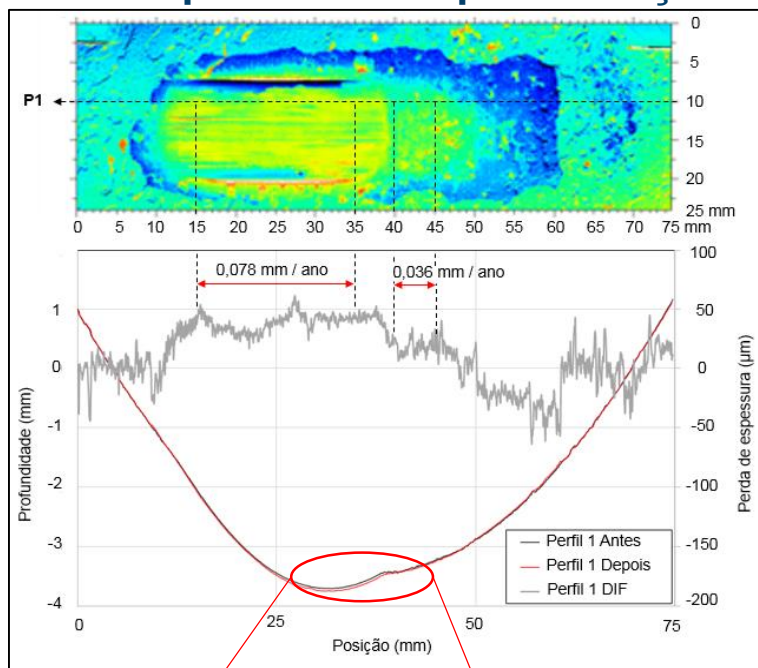 0
5
P1
10
15
20
25 mm
0 5 10 15 20 25 30 35 40 45 50 55 60 65 70 75
mm
100
0,078 mm / ano
0,036 mm / ano
1
50
0
0
-1
-50
-2
-100
-3
-150
-4
-200
Profundidade (mm)
Perda de espessura (µm)
Perfil 1 Antes
Perfil 1 Depois
Perfil 1 DIF
0 25 50 75
Posição (mm)